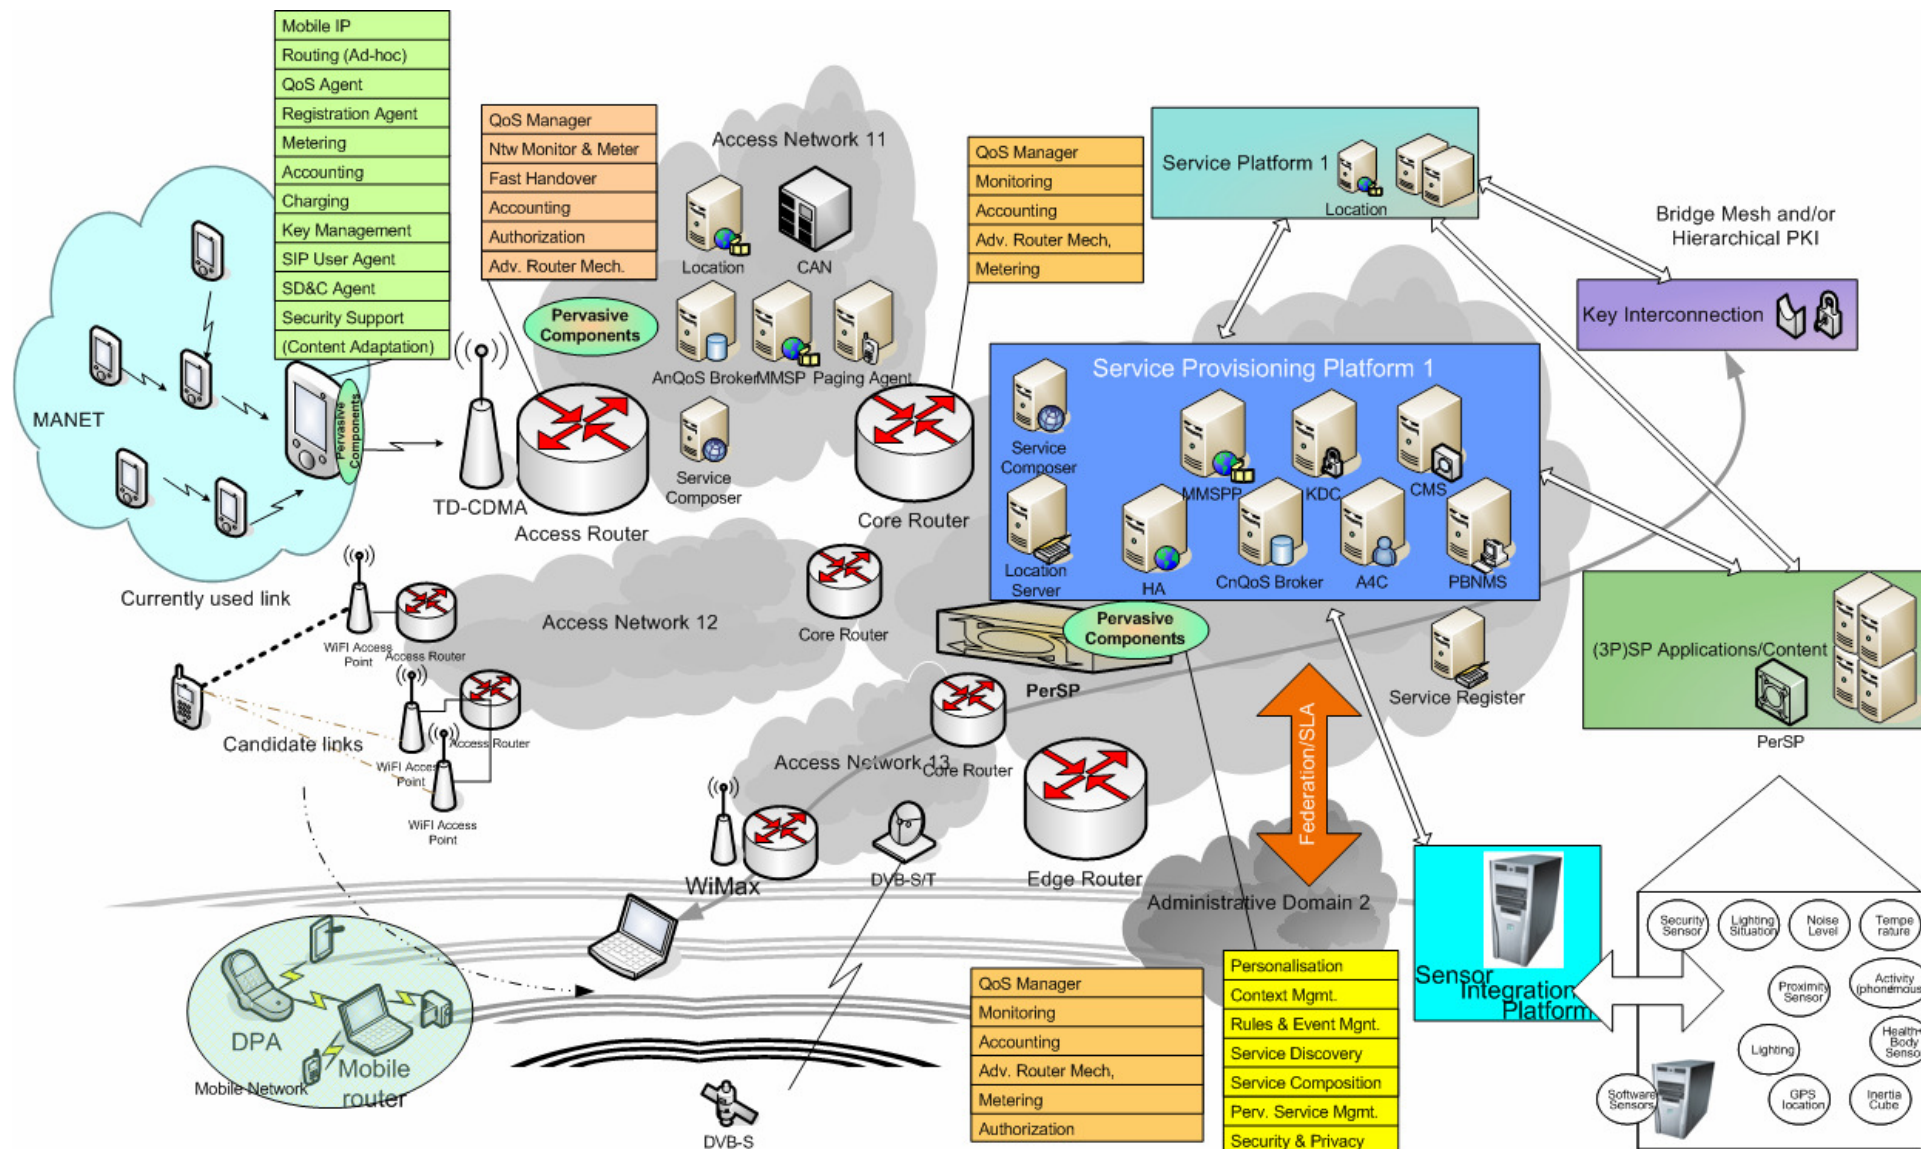 Mobile IP
Routing (Ad-hoc)
QoS Agent
Registration Agent
Metering
Accounting
Charging
Key Management
SIP User Agent
SD&C Agent
Security Support
(Content Adaptation)
MANET
Pervasive
Components
Currently used link
TD-CDMA
QoS Manager
Ntw Monitor & Meter
Fast Handover
Accounting
Authorization
Adv. Router Mech.
Access Router
Access Network 11
Location
CAN
Pervasive
Components
AnQoS Broker
MMSP
Paging Agent
Service
Composer
QoS Manager
Monitoring
Accounting
Adv. Router Mech,
Metering
Core Router
Service Platform 1
Location
Bridge Mesh and/or
Hierarchical PKI
Key Interconnection
Service Provisioning Platform 1
Service
Composer
MMSPP
KDC
CMS
Location
Server
HA
CnQoS Broker
A4C
PBNMS
Pervasive
Components
PerSP
Service Register
(3P)SP Applications/Content
PerSP
WiFI Access
Point
Access Router
Access Network 12
Core Router
Candidate links
WiFI Access
Point
Access Router
WiFI Access
Point
Access Network 13
Core Router
WiMax
DVB-S/T
Edge Router
Federation/SLA
Administrative Domain 2
DPA
Mobile Network
Mobile
router
DVB-S
QoS Manager
Monitoring
Accounting
Adv. Router Mech,
Metering
Authorization
Personalisation
Context Mgmt.
Rules & Event Mgnt.
Service Discovery
Service Composition
Perv. Service Mgmt.
Security & Privacy
Sensor
Integration
Platform
Security
Sensor
Lighting
Situation
Noise
Level
Tempe
rature
Proximity
Sensor
Activity
(phonemous
Health+
Body
Senso
Lighting
Software
Sensors
GPS
location
Inertia
Cube